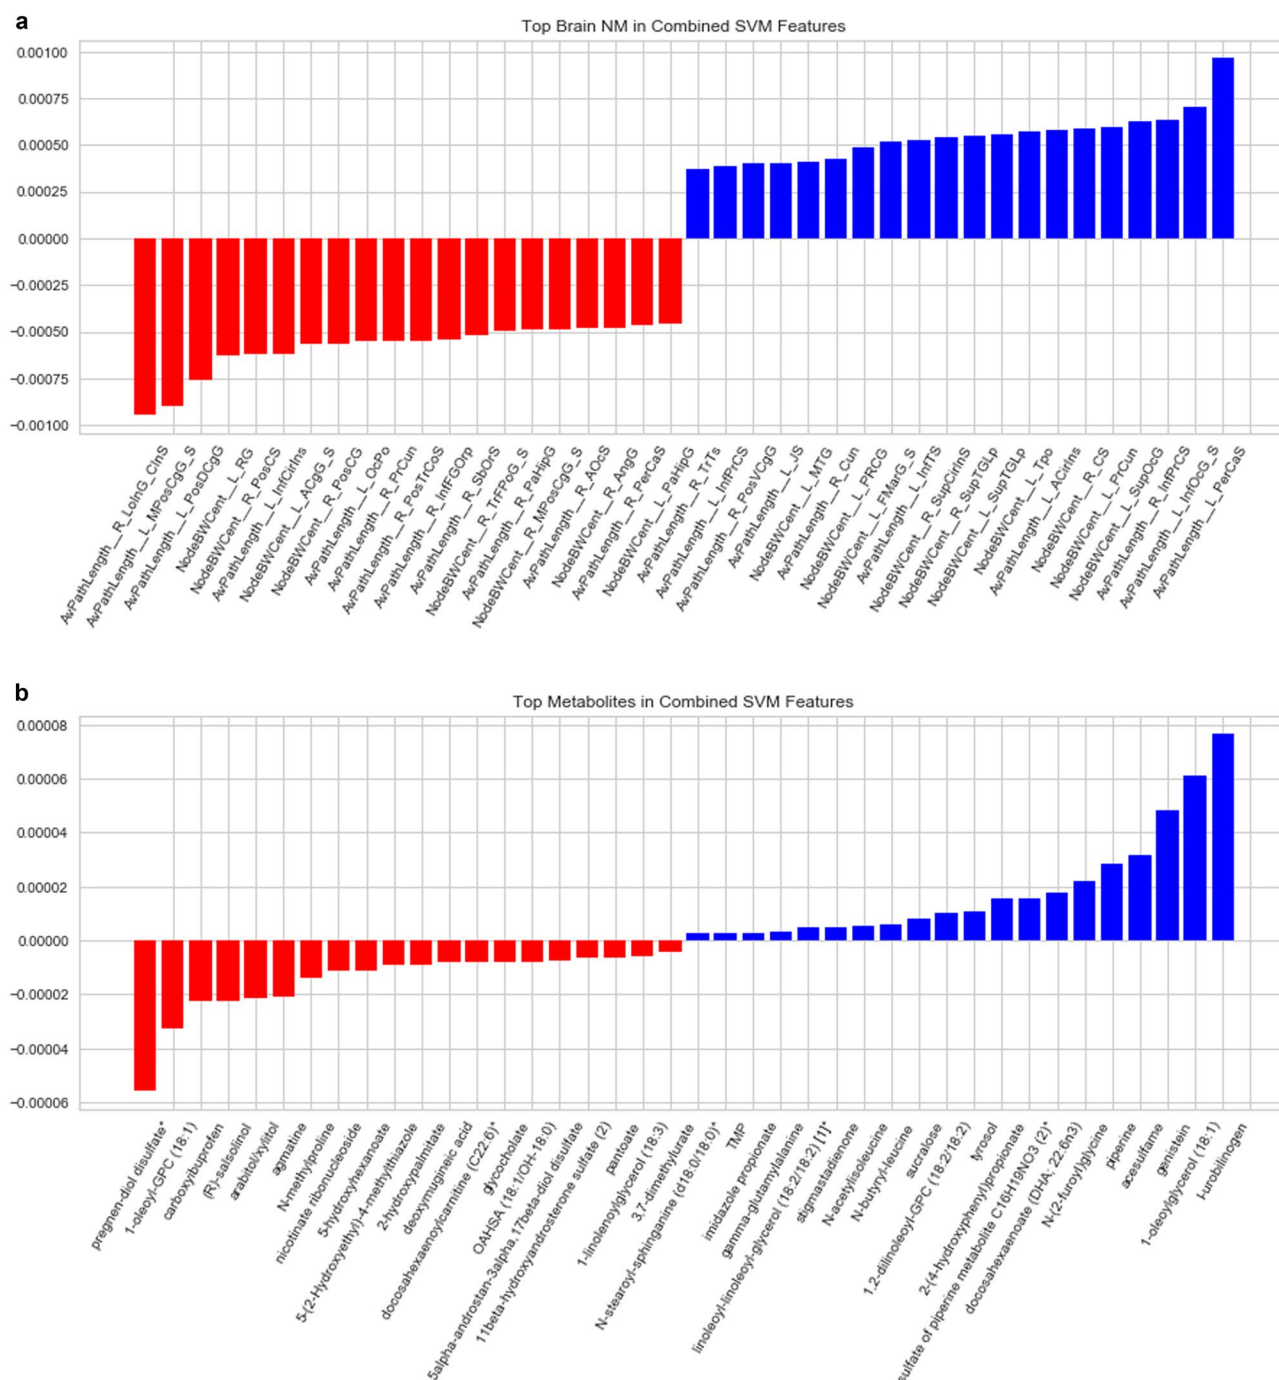 a
Top Brain NM in Combined SVM Features
0.00100
0.00075
0.00050
0.00025
0.00000
−0.00025
−0.00050
−0.00075
−0.00100
AvPathLength__R_LoInG_CInS
AvPathLength__L_MPosCgG_S
AvPathLength__L_PosDCgG
NodeBWCent__L_RG
NodeBWCent__R_PosCS
AvPathLength__L_InfCirIns
NodeBWCent__L_ACgG_S
NodeBWCent__R_PosCG
AvPathLength__L_OcPo
AvPathLength__R_PrCun
AvPathLength__R_PosTrCoS
AvPathLength__R_InfFGOrp
AvPathLength__R_SbOrS
NodeBWCent__R_TrFPoG_S
AvPathLength__R_PaHipG
NodeBWCent__R_MPosCgG_S
AvPathLength__R_AOcS
NodeBWCent__R_AngG
AvPathLength__R_PerCaS
NodeBWCent__L_PaHipG
AvPathLength__R_TrTs
AvPathLength__L_InfPrCS
AvPathLength__R_PosVCgG
AvPathLength__L_JS
NodeBWCent__L_MTG
AvPathLength__R_Cun
NodeBWCent__L_PRCG
NodeBWCent__L_FMarG_S
AvPathLength__L_InfTS
NodeBWCent__R_SupCirInS
NodeBWCent__R_SupTGLp
NodeBWCent__L_SupTGLp
NodeBWCent__L_Tpo
AvPathLength__L_ACirIns
NodeBWCent__R_CS
NodeBWCent__L_PrCun
NodeBWCent__L_SupOcG
AvPathLength__R_InfPrCS
AvPathLength__L_InfOcG_S
AvPathLength__L_PerCaS
b
Top Metabolites in Combined SVM Features
0.00008
0.00006
0.00004
0.00002
0.00000
−0.00002
−0.00004
−0.00006
pregnen-diol disulfate*
1-oleoyl-GPC (18:1)
carboxyibuprofen
(R)-salsolinol
arabitol/xylitol
agmatine
N-methylproline
nicotinate ribonucleoside
5-hydroxyhexanoate
5-(2-Hydroxyethyl)-4-methylthiazole
2-hydroxypalmitate
deoxymugineic acid
docosahexaenoylcarnitine (C22:6)*
glycocholate
OAHSA (18:1/OH-18:0)
5alpha-androstan-3alpha,17beta-diol disulfate
11beta-hydroxyandrosterone sulfate (2)
pantoate
1-linolenoylglycerol (18:3)
3,7-dimethylurate
N-stearoyl-sphinganine (d18:0/18:0)*
TMP
imidazole propionate
gamma-glutamylalanine
linoleoyl-linoleoyl-glycerol (18:2/18:2) [1]*
stigmastadienone
N-acetylisoleucine
N-butyryl-leucine
sucralose
1,2-dilinoleoyl-GPC (18:2/18:2)
tyrosol
2-(4-hydroxyphenyl)propionate
sulfate of piperine metabolite C16H19NO3 (2)*
docosahexaenoate (DHA; 22:6n3)
N-(2-furoyl)glycine
piperine
acesulfame
genistein
1-oleoylglycerol (18:1)
I-urobilinogen